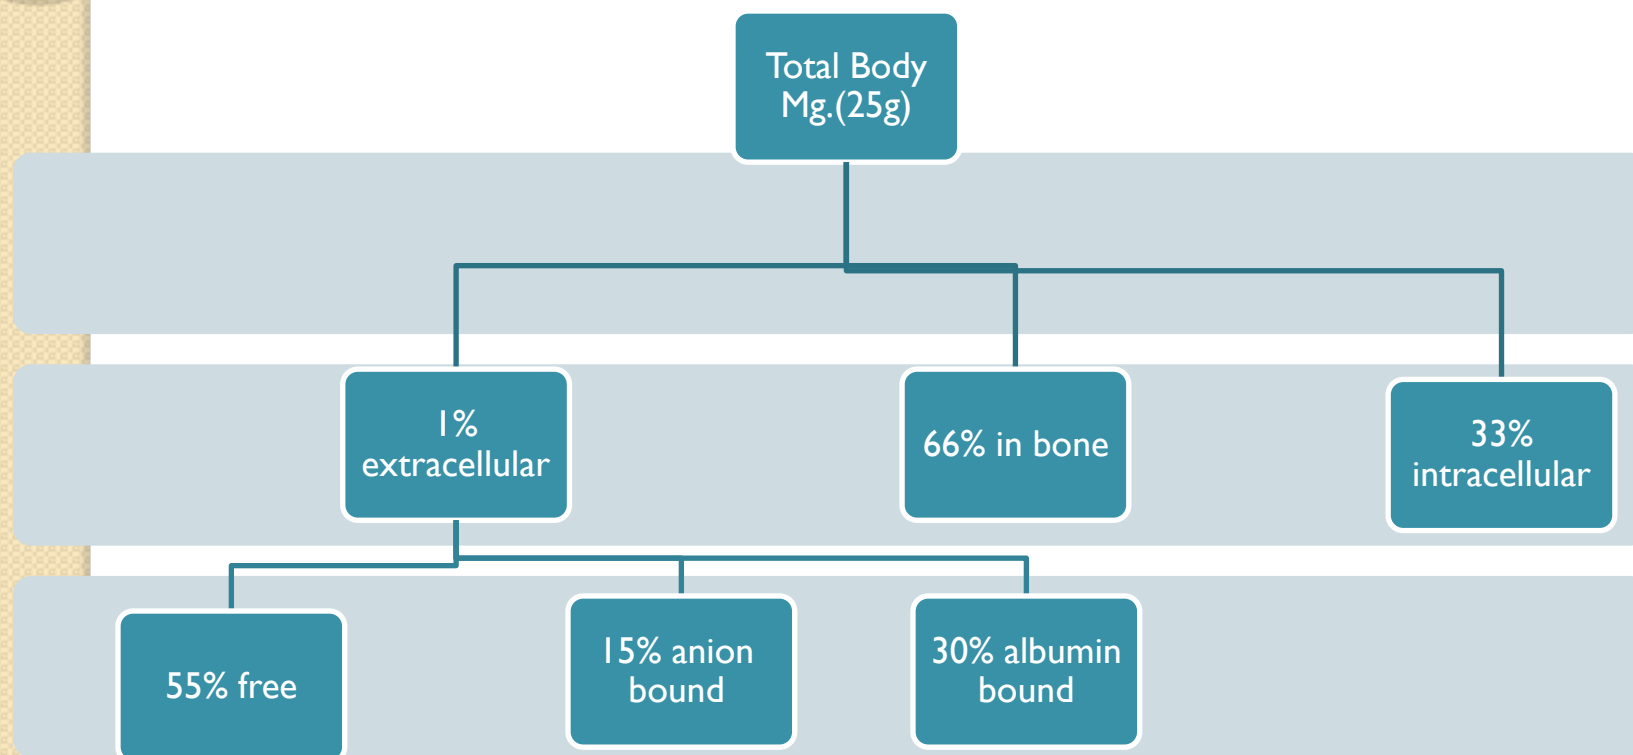 Total Body
Mg.(25g)
1%
extracellular
66% in bone
33%
intracellular
55% free
15% anion
bound
30% albumin
bound